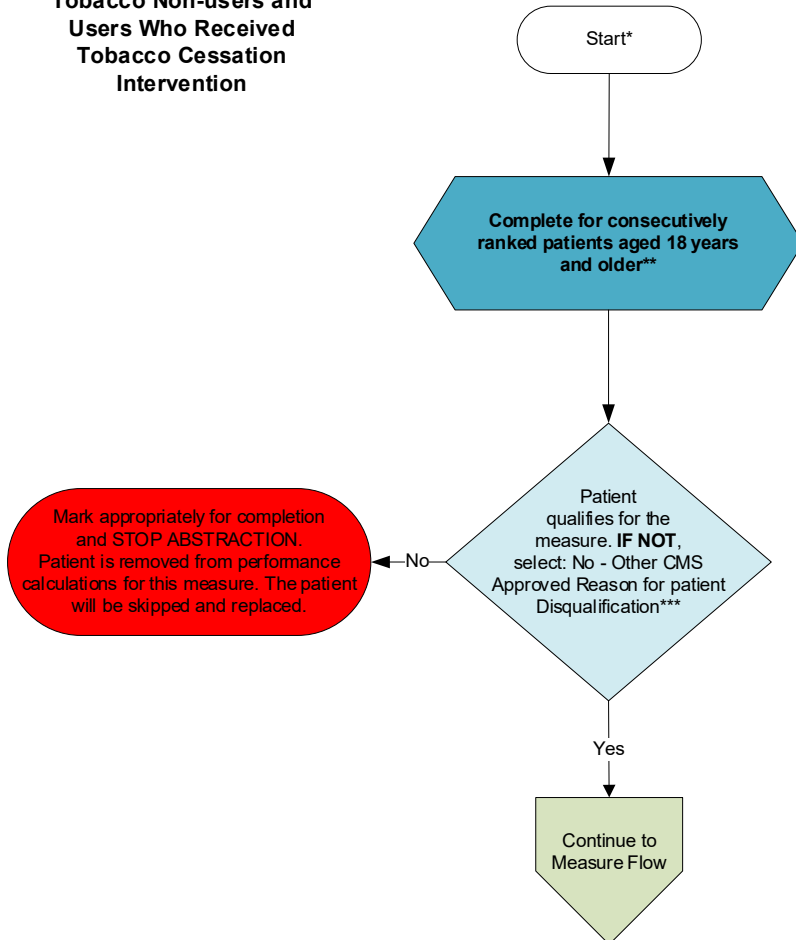 Tobacco Non-users and
Users Who Received
Tobacco Cessation
Intervention
Start*
Complete for consecutively
ranked patients aged 18 years
and older**
Patient
qualifies for the
measure. IF NOT,
select: No - Other CMS
Approved Reason for patient
Disqualification***
No
Mark appropriately for completion
and STOP ABSTRACTION.
Patient is removed from performance
calculations for this measure. The patient
will be skipped and replaced.
Yes
Continue to
Measure Flow